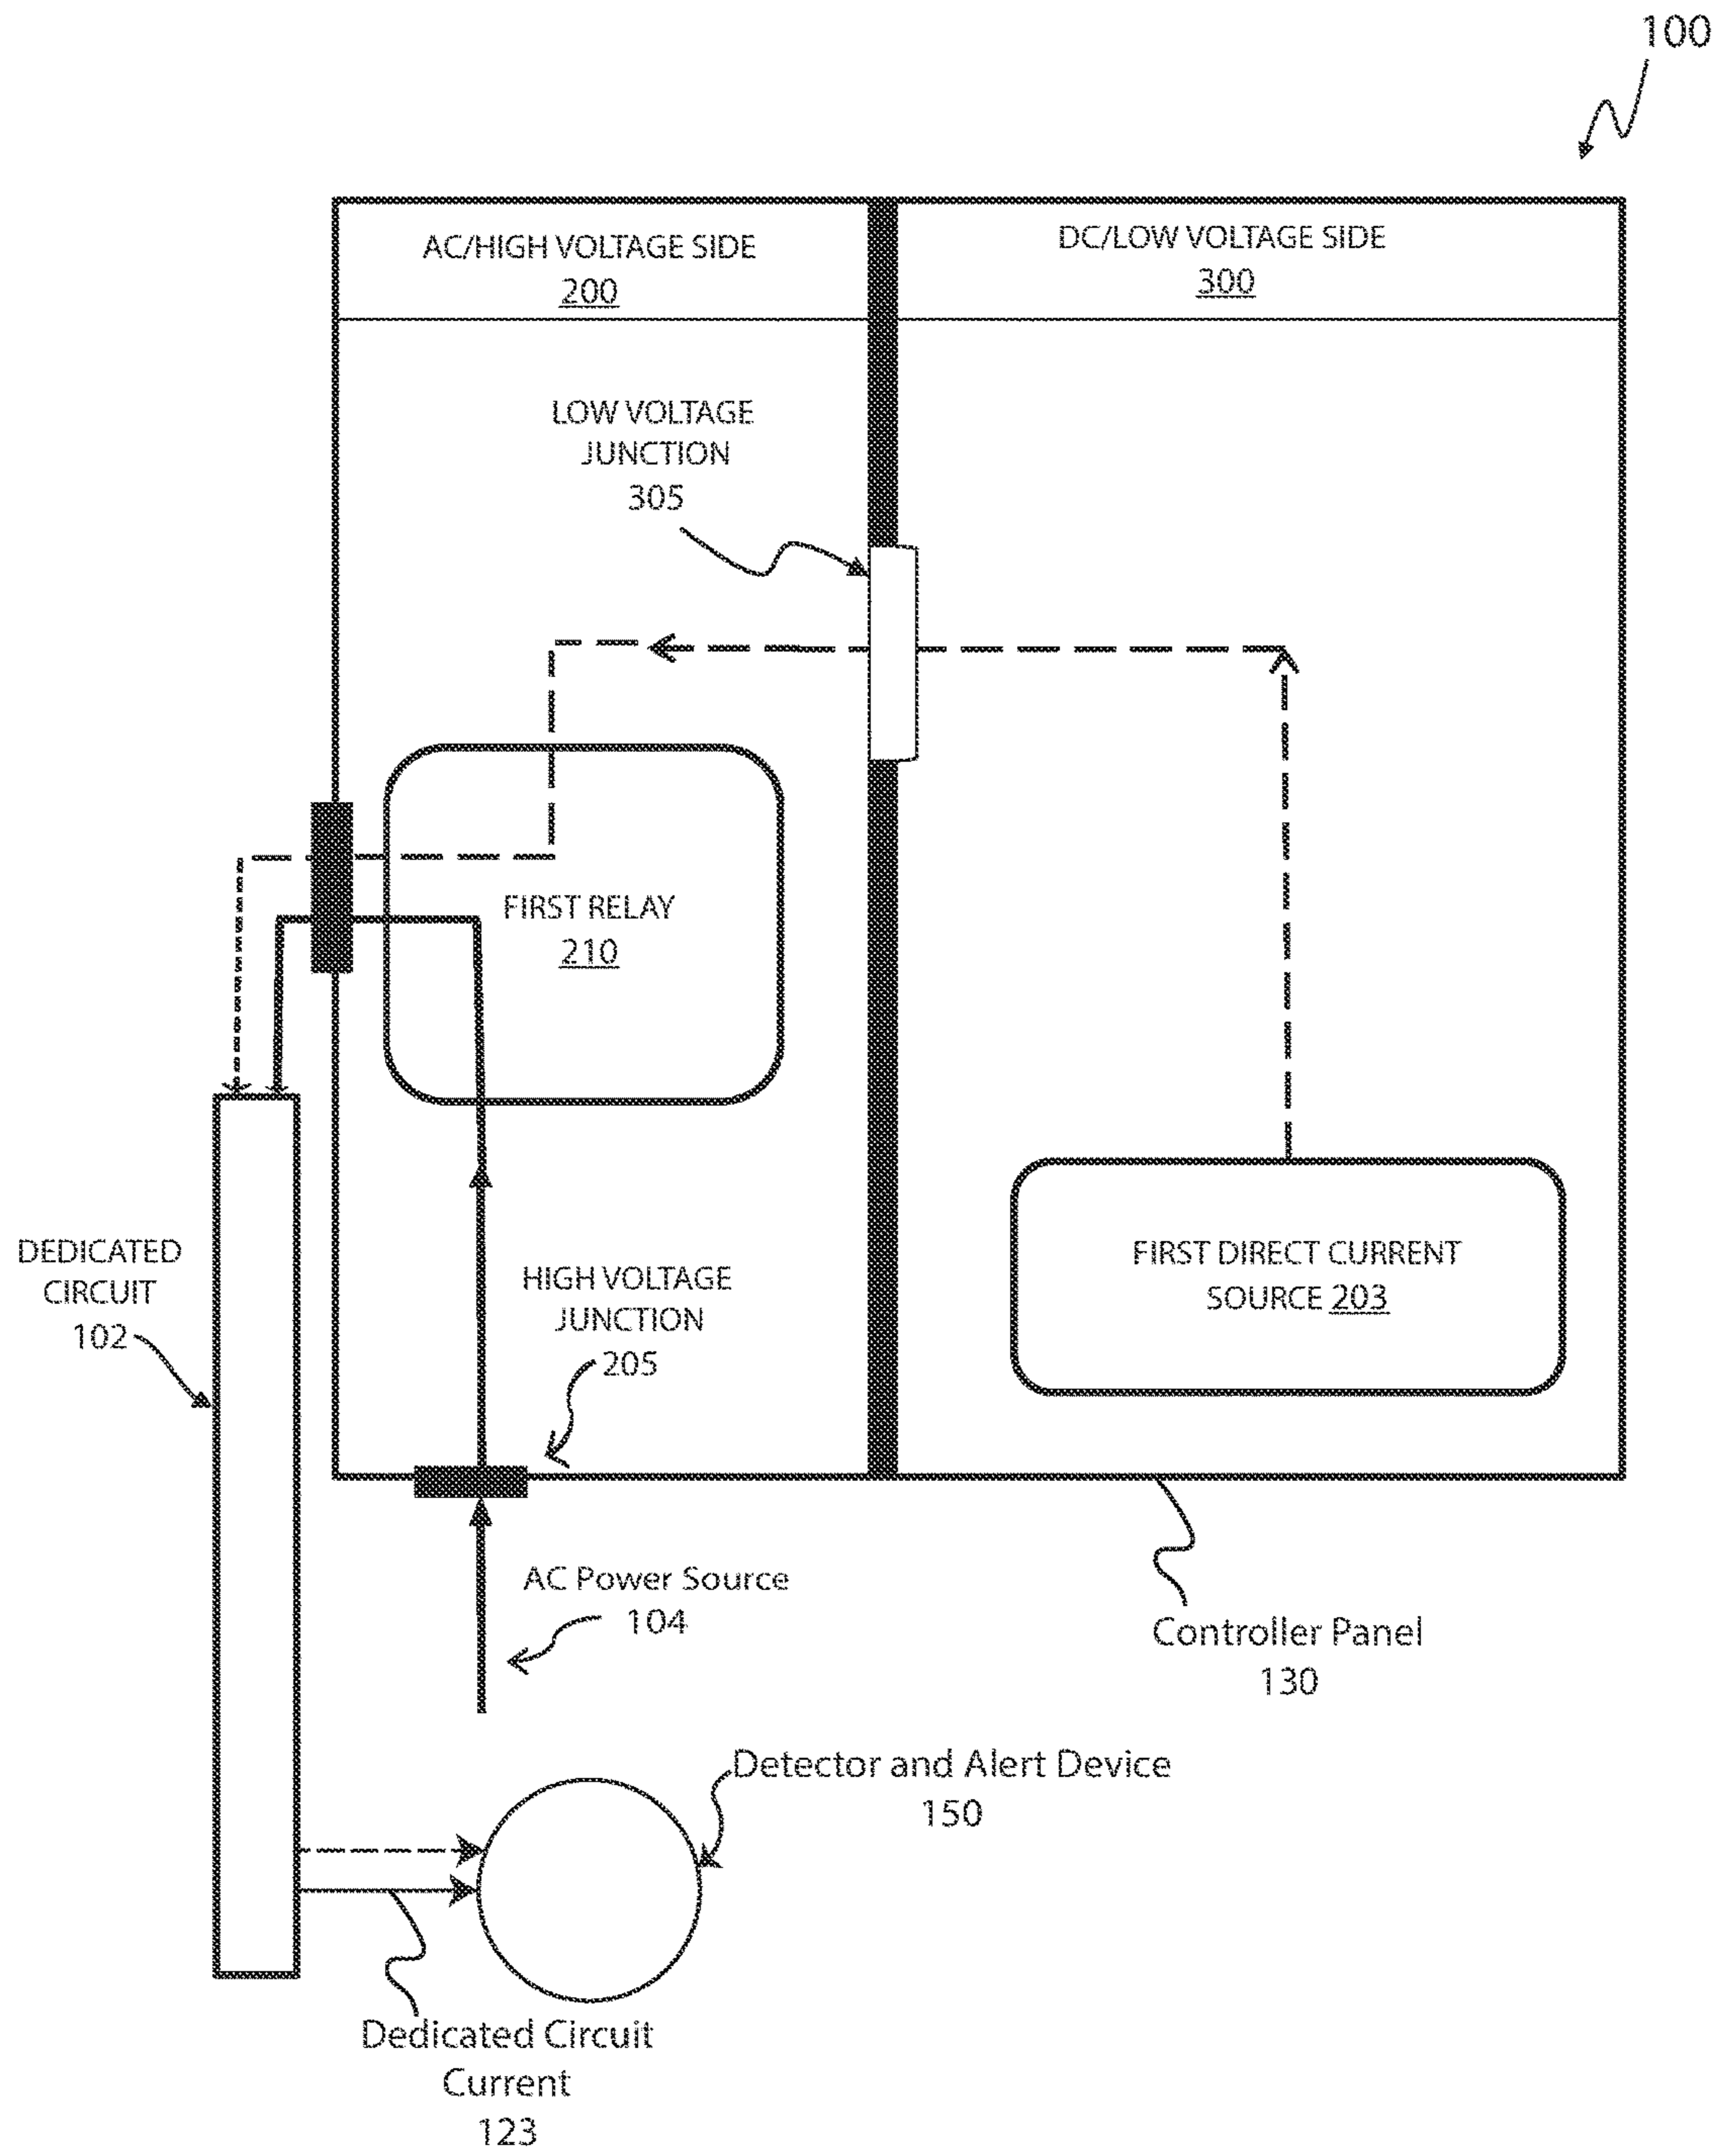 100
AC/HIGH VOLTAGE SIDE
200
DC/LOW VOLTAGE SIDE
300
LOW VOLTAGE
JUNCTION
305
FIRST RELAY
210
DEDICATED
CIRCUIT
102
HIGH VOLTAGE
JUNCTION
205
FIRST DIRECT CURRENT
SOURCE 203
AC Power Source
104
Controller Panel
130
Detector and Alert Device
150
Dedicated Circuit
Current
123